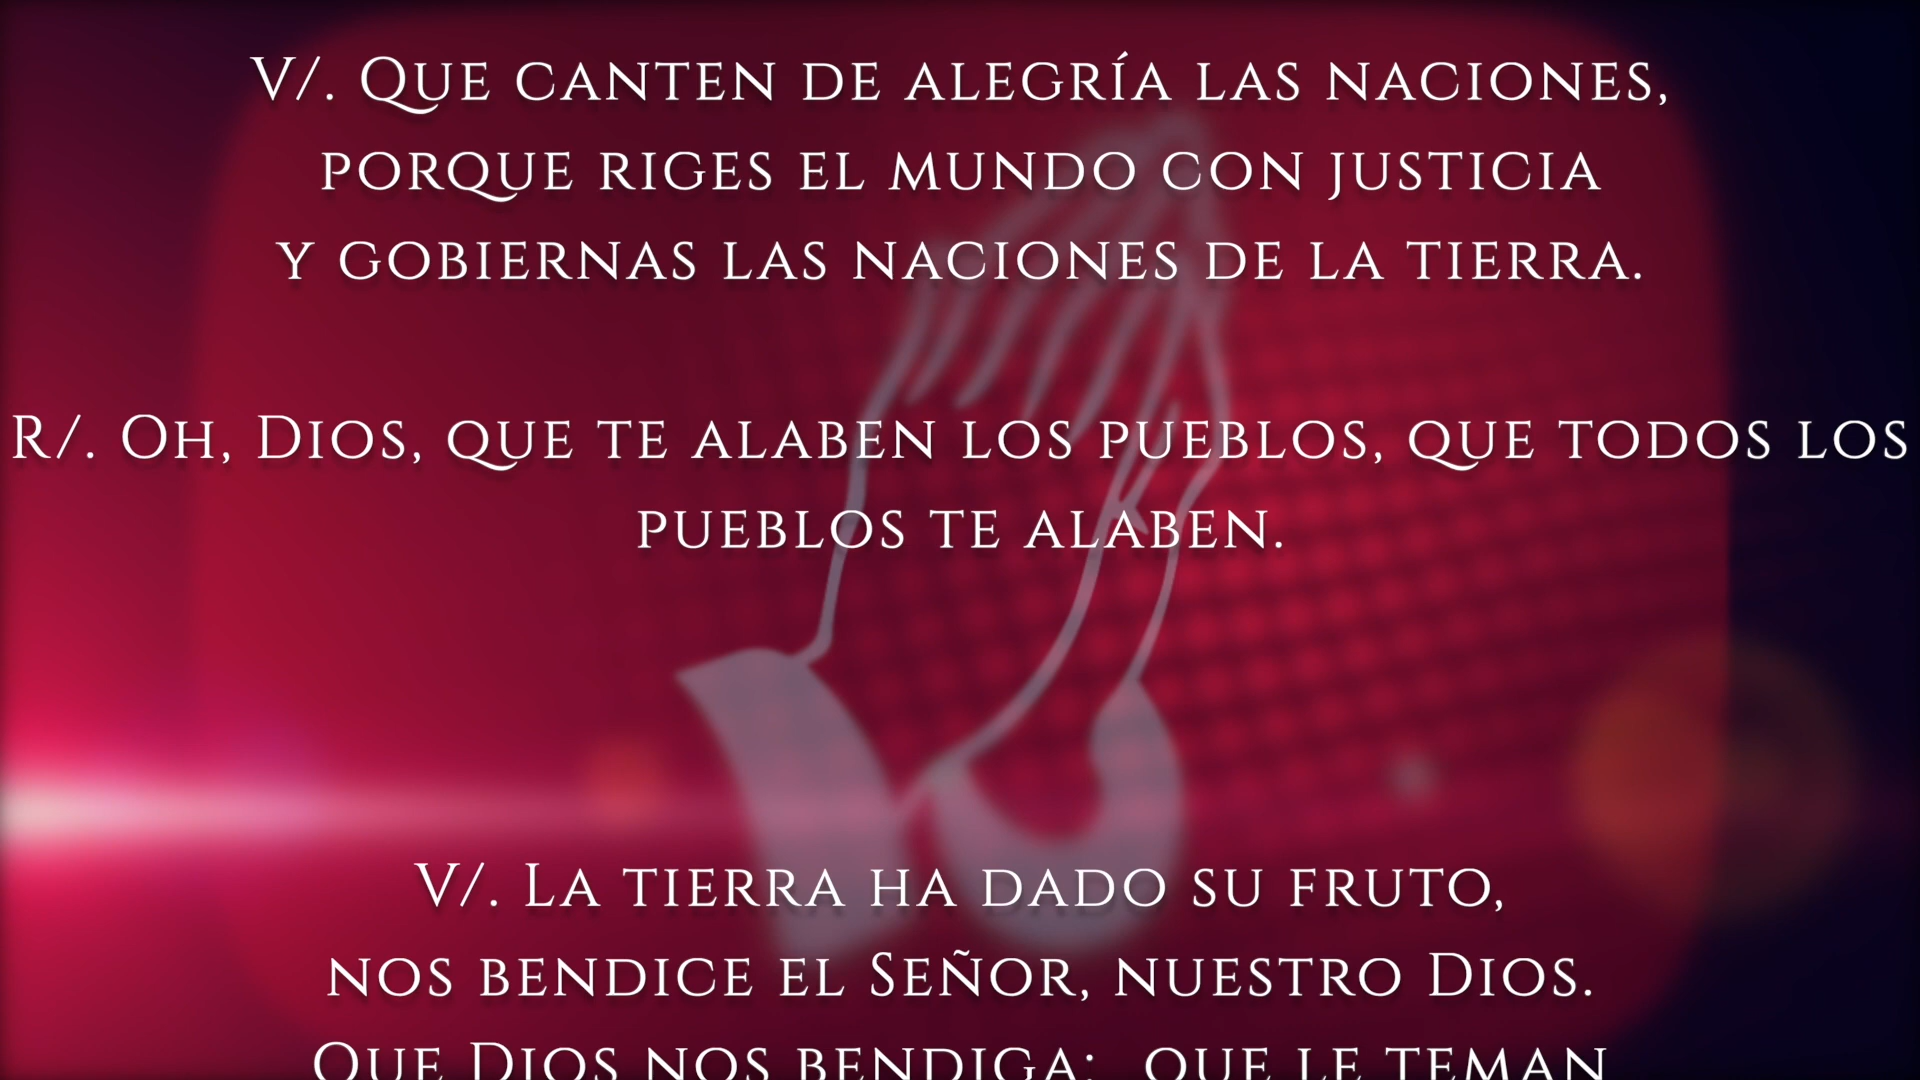 V/. Que canten de alegría las naciones,
porque riges el mundo con justicia
y gobiernas las naciones de la tierra.
R/. Oh, Dios, que te alaben los pueblos, que todos los
pueblos te alaben.
V/. La tierra ha dado su fruto,
nos bendice el Señor, nuestro Dios.
Que Dios nos bendiga; que le teman